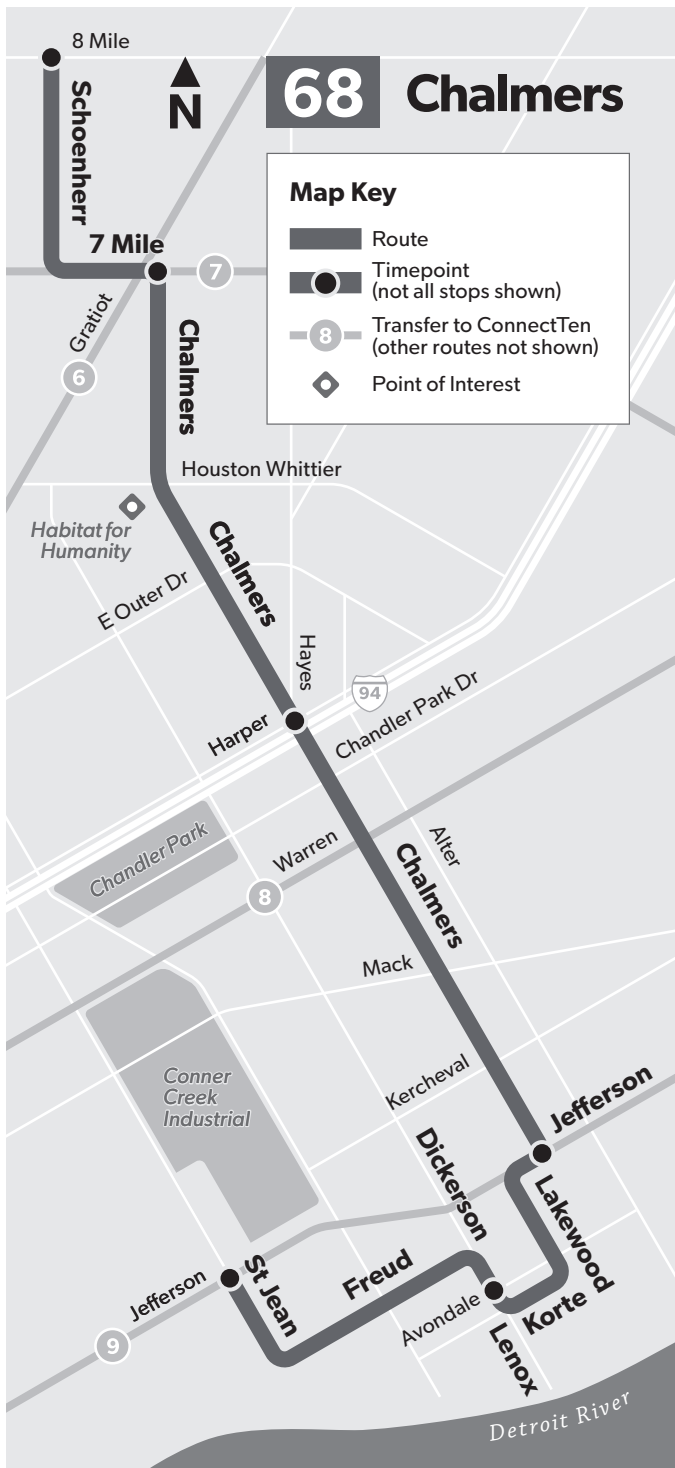 8 Mile
N
68 Chalmers
Schoenherr
Map Key
Route
Timepoint
(not all stops shown)
8
Transfer to ConnectTen
(other routes not shown)
Point of Interest
7 Mile
7
Gratiot
6
Chalmers
Houston Whittier
Habitat for
Humanity
Chalmers
E Outer Dr
Hayes
94
Harper
Chandler Park Dr
Chandler Park
Warren
Alter
8
Chalmers
Mack
Conner
Creek
Industrial
Kercheval
Jefferson
Dickerson
Lakewood
St Jean
Freud
Jefferson
Avondale
Korte
Lenox
9
Detroit River